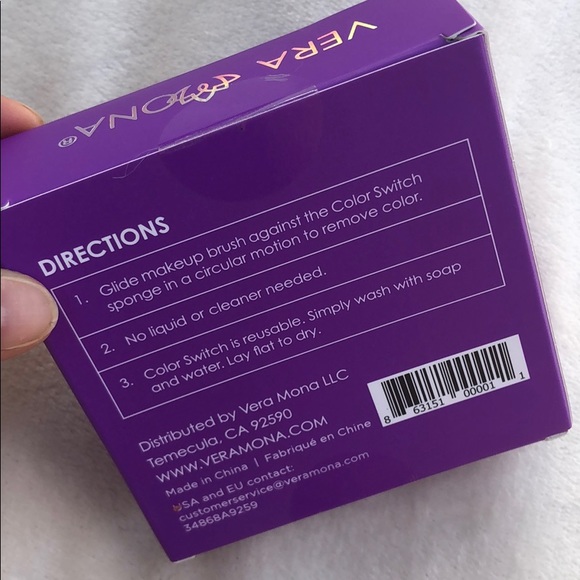 VERA MONA®
DIRECTIONS
1. Glide makeup brush against the Color Switch
sponge in a circular motion to remove color.
2. No liquid or cleaner needed.
3. Color Switch is reusable. Simply wash with soap
and water. Lay flat to dry.
Distributed by Vera Mona LLC
Temecula, CA 92590
WWW.VERAMONA.COM
Made in China | Fabriqué en Chine
USA and EU contact:
customerservice@veramona.com
34868A9259
8 63151 00001 1